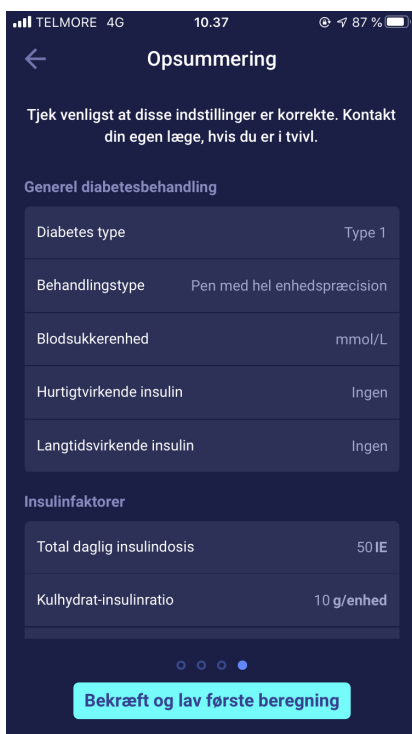 TELMORE 4G 10.37 87 %
Opsummering
Tjek venligst at disse indstillinger er korrekte. Kontakt
din egen læge, hvis du er i tvivl.
Generel diabetesbehandling
Diabetes type Type 1
Behandlingstype Pen med hel enhedspræcision
Blodsukkerenhed mmol/L
Hurtigtvirkende insulin Ingen
Langtidsvirkende insulin Ingen
Insulinfaktorer
Total daglig insulindosis 50 IE
Kulhydrat-insulinratio 10 g/enhed
Bekræft og lav første beregning